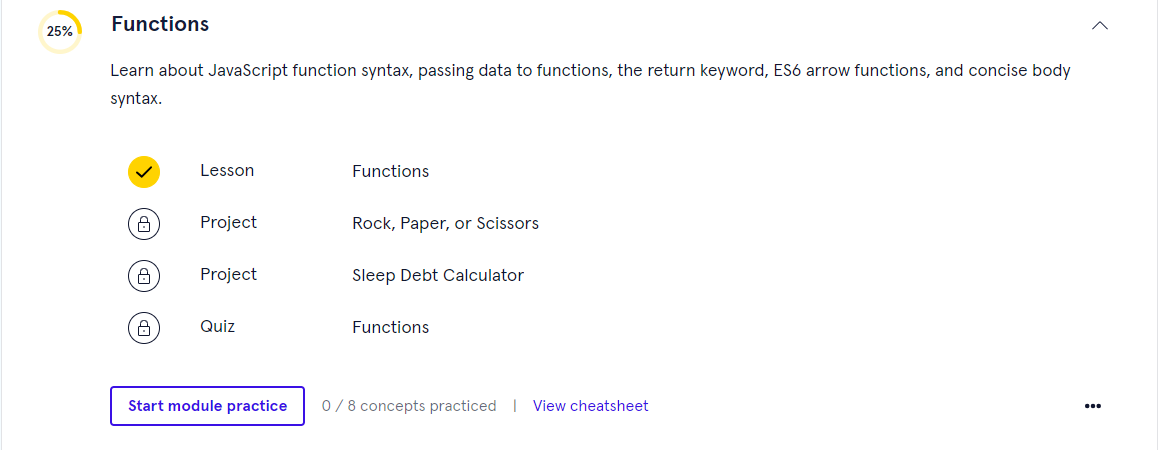 25%
Functions
Learn about JavaScript function syntax, passing data to functions, the return keyword, ES6 arrow functions, and concise body
syntax.
Lesson Functions
Project Rock, Paper, or Scissors
Project Sleep Debt Calculator
Quiz Functions
Start module practice 0 / 8 concepts practiced | View cheatsheet